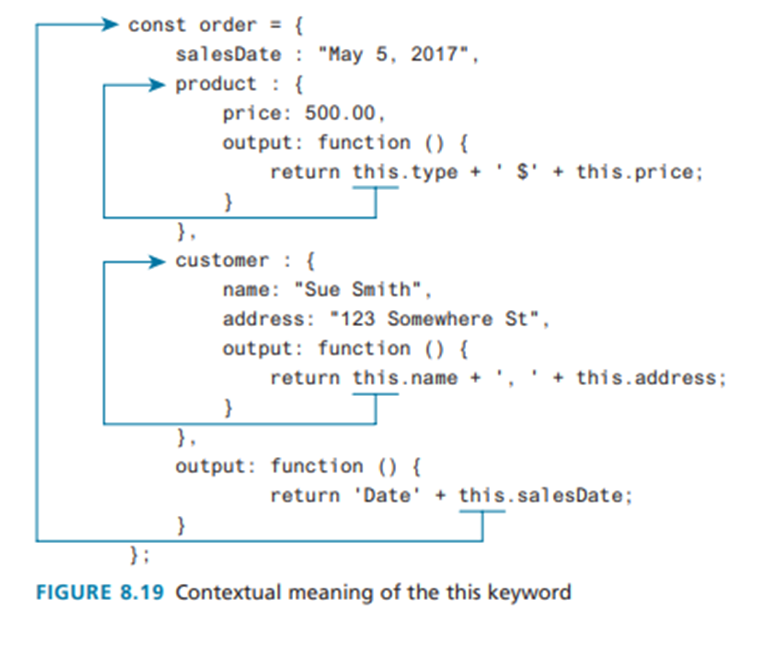 const order = {
salesDate : "May 5, 2017",
product : {
price: 500.00,
output: function () {
return this.type + ' $' + this.price;
}
},
customer : {
name: "Sue Smith",
address: "123 Somewhere St",
output: function () {
return this.name + ', ' + this.address;
}
},
output: function () {
return 'Date' + this.salesDate;
}
};
FIGURE 8.19 Contextual meaning of the this keyword